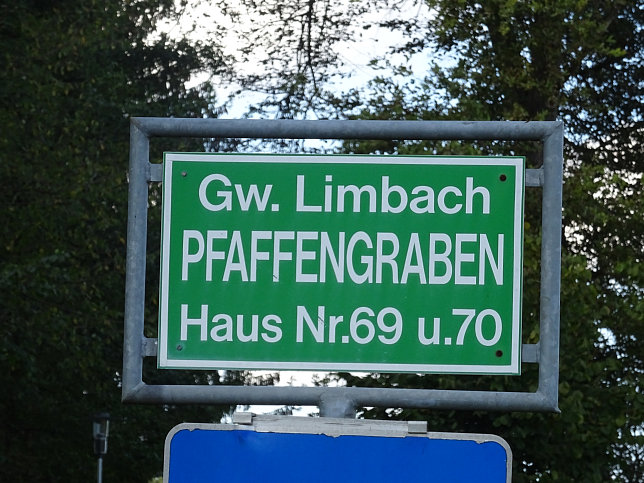 Gw. Limbach
PFAFFENGRABEN
Haus Nr.69 u.70